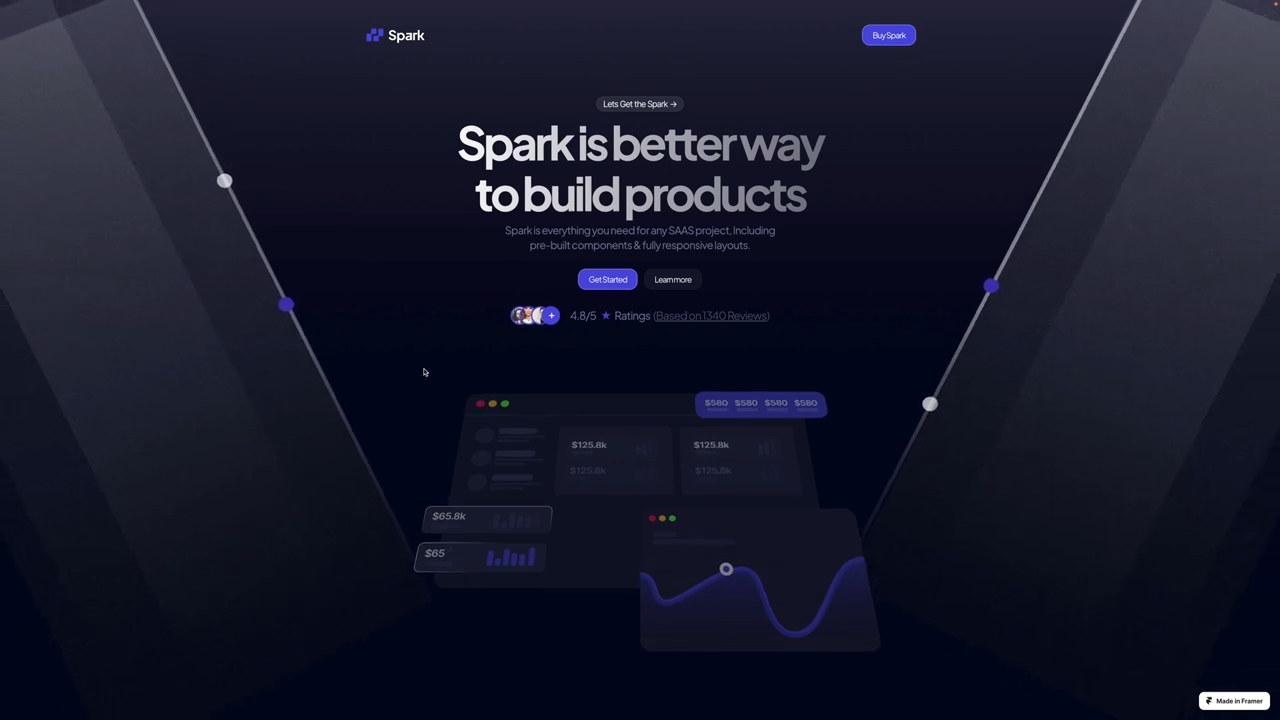 Spark
Buy Spark
Lets Get the Spark →
Spark is better way
to build products
Spark is everything you need for any SAAS project, Including
pre-built components & fully responsive layouts.
Get Started
Learn more
+
4.8/5 ★ Ratings (Based on 1340 Reviews)
$580 $580 $580 $580
$125.8k
$125.8k
$125.8k
$125.8k
$65.8k
$65
Made in Framer